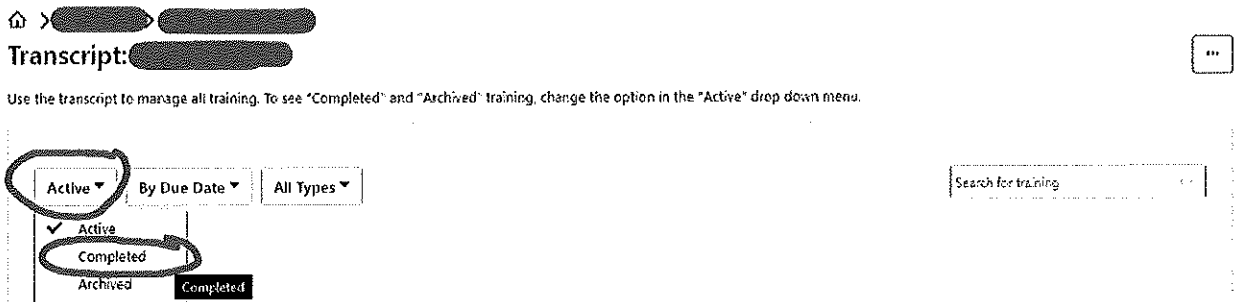 Transcript:
Use the transcript to manage all training. To see "Completed" and "Archived" training, change the option in the "Active" drop down menu.
Active By Due Date All Types Search for training
Active
Completed
Archived Completed